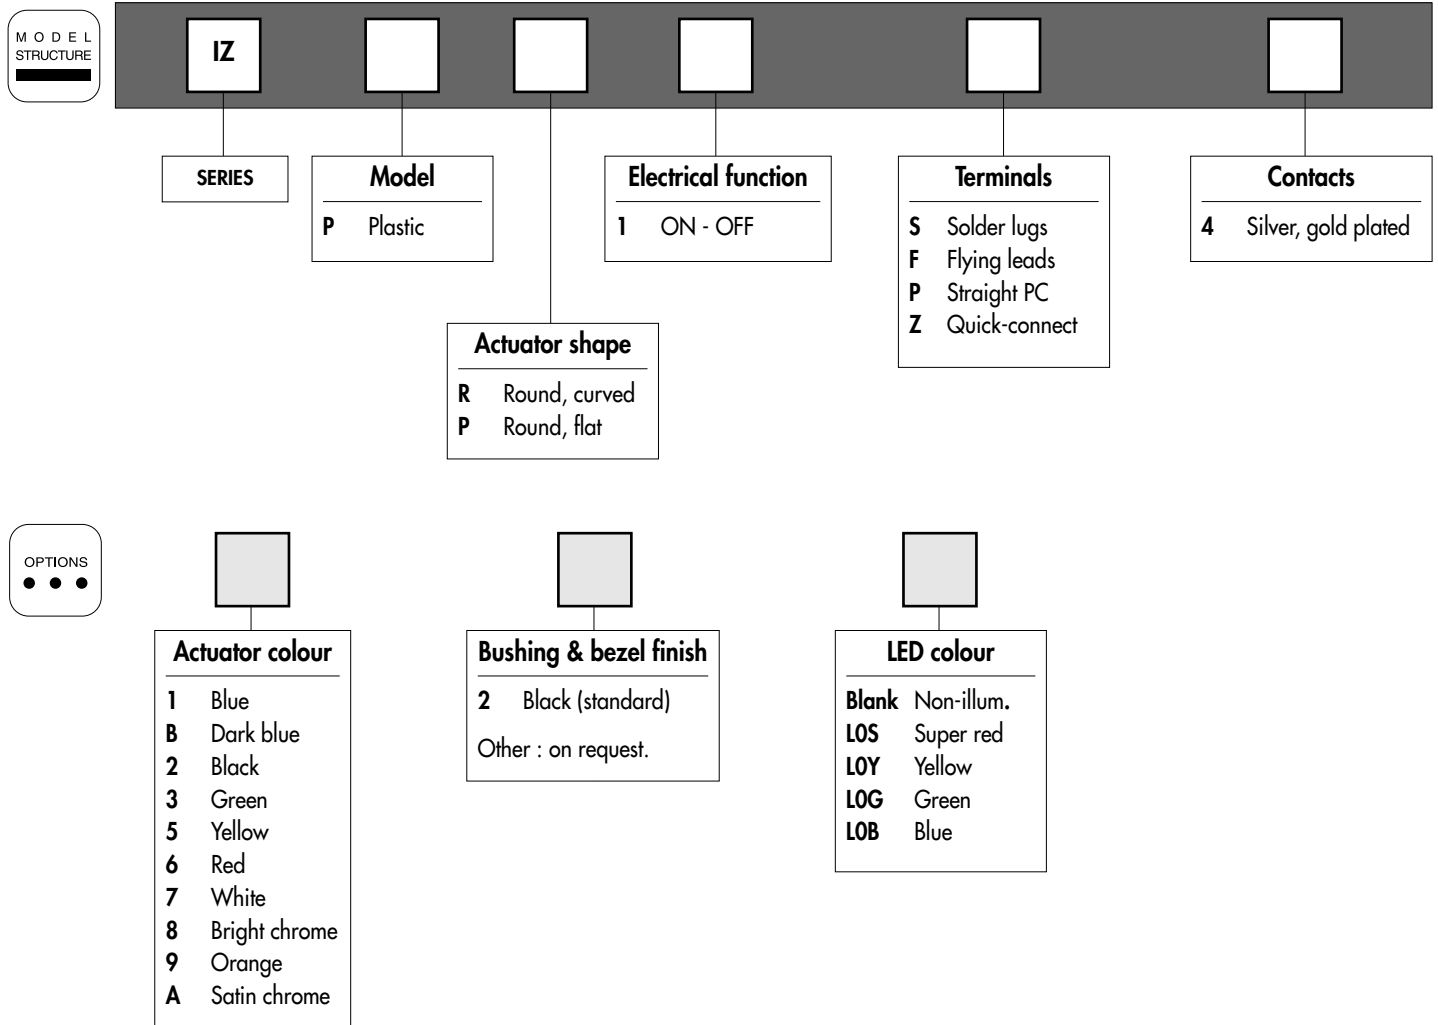 MODEL
STRUCTURE
IZ
SERIES
Model
P Plastic
Actuator shape
R Round, curved
P Round, flat
Electrical function
1 ON - OFF
Terminals
S Solder lugs
F Flying leads
P Straight PC
Z Quick-connect
Contacts
4 Silver, gold plated
OPTIONS
Actuator colour
1 Blue
B Dark blue
2 Black
3 Green
5 Yellow
6 Red
7 White
8 Bright chrome
9 Orange
A Satin chrome
Bushing & bezel finish
2 Black (standard)
Other : on request.
LED colour
Blank Non-illum.
L0S Super red
L0Y Yellow
L0G Green
L0B Blue